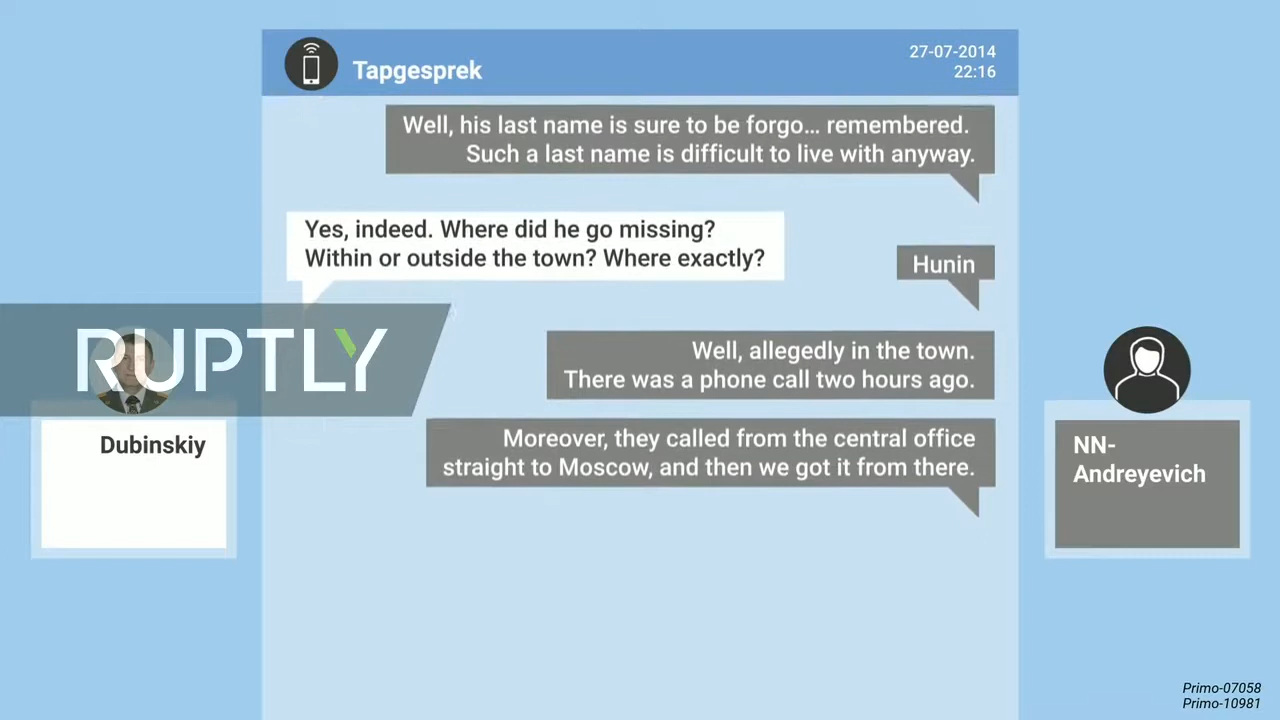 Tapgesprek
27-07-2014
22:16
Well, his last name is sure to be forgo... remembered.
Such a last name is difficult to live with anyway.
Yes, indeed. Where did he go missing?
Within or outside the town? Where exactly?
Hunin
Well, allegedly in the town.
There was a phone call two hours ago.
Moreover, they called from the central office
straight to Moscow, and then we got it from there.
RUPTLY
Dubinskiy
NN-
Andreyevich
Primo-07058
Primo-10981